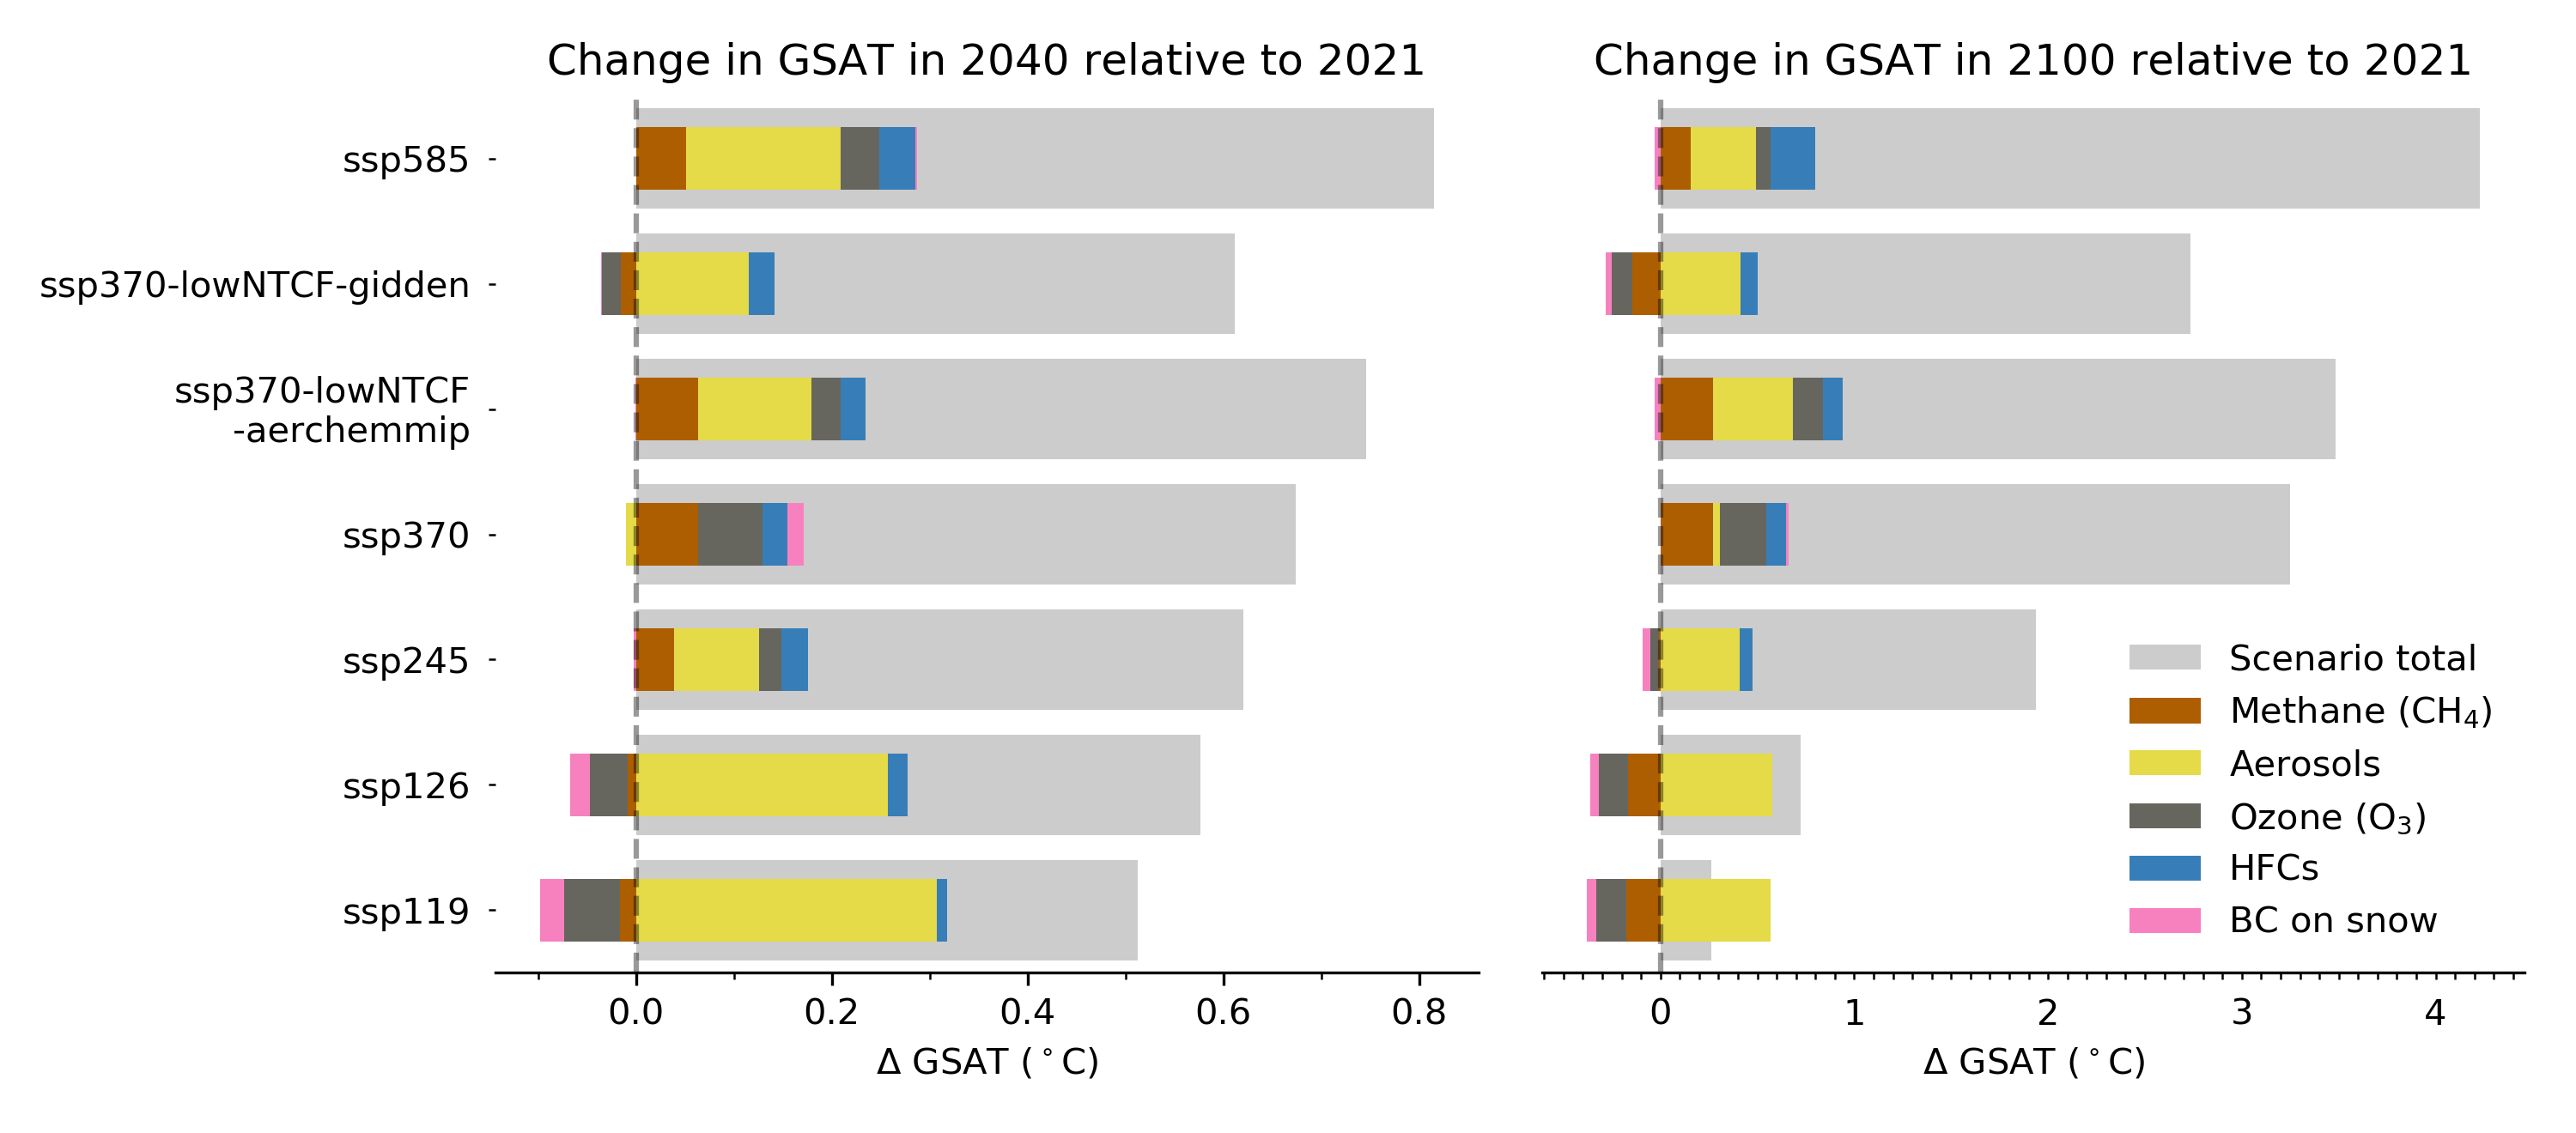 Change in GSAT in 2040 relative to 2021
ssp585
ssp370-lowNTCF-gidden
ssp370-lowNTCF
-aerchemmip
ssp370
ssp245
ssp126
ssp119
0.0 0.2 0.4 0.6 0.8
Δ GSAT (°C)
Change in GSAT in 2100 relative to 2021
Scenario total
Methane (CH₄)
Aerosols
Ozone (O₃)
HFCs
BC on snow
0 1 2 3 4
Δ GSAT (°C)